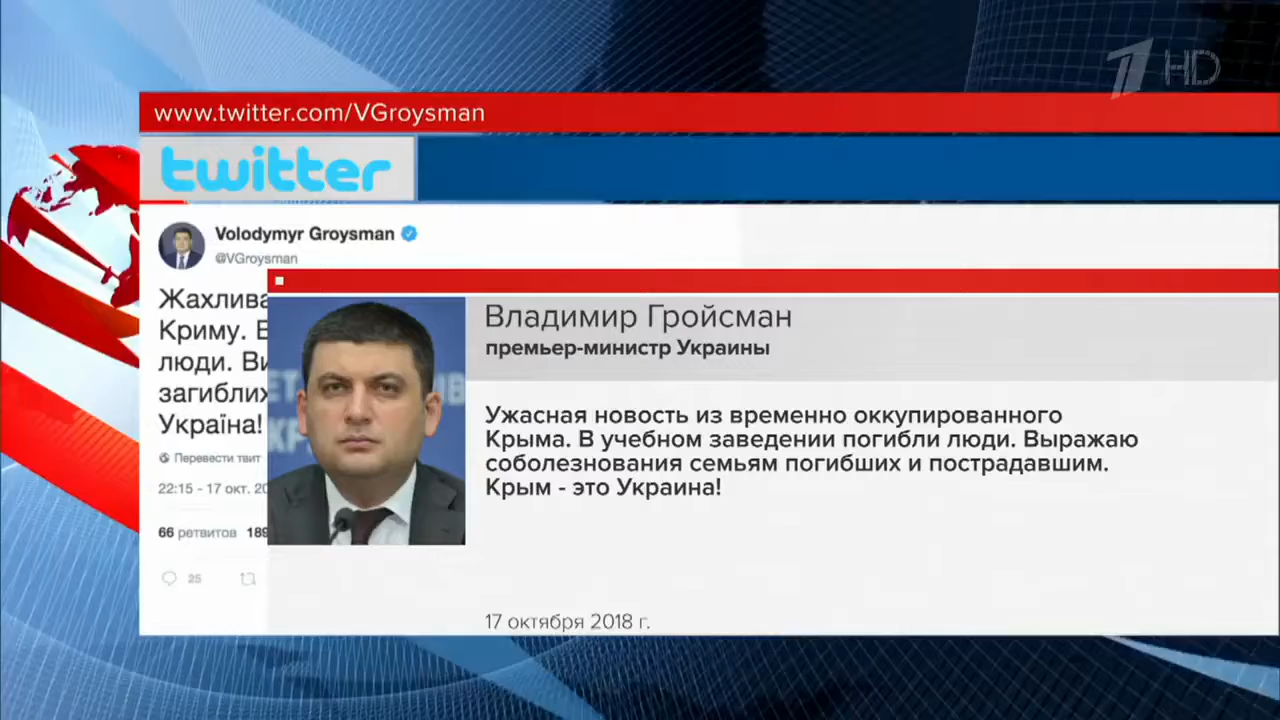 1 HD
www.twitter.com/VGroysman
twitter
Volodymyr Groysman
@VGroysman
Жахлива
Криму. В
люди. Ви
загиблих
Україна!
Перевести твит
22:15 - 17 окт. 20
66 ретвитов 189
25
Владимир Гройсман
премьер-министр Украины
Ужасная новость из временно оккупированного
Крыма. В учебном заведении погибли люди. Выражаю
соболезнования семьям погибших и пострадавшим.
Крым - это Украина!
17 октября 2018 г.